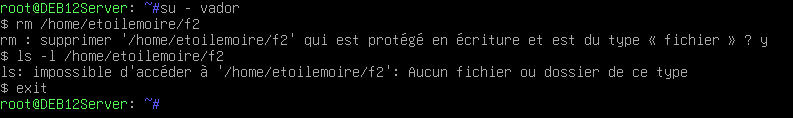 root@DEB12Server: ~#su - vador
$ rm /home/etoilemoire/f2
rm : supprimer '/home/etoilemoire/f2' qui est protégé en écriture et est du type « fichier » ? y
$ ls -l /home/etoilemoire/f2
ls: impossible d'accéder à '/home/etoilemoire/f2': Aucun fichier ou dossier de ce type
$ exit
root@DEB12Server: ~#